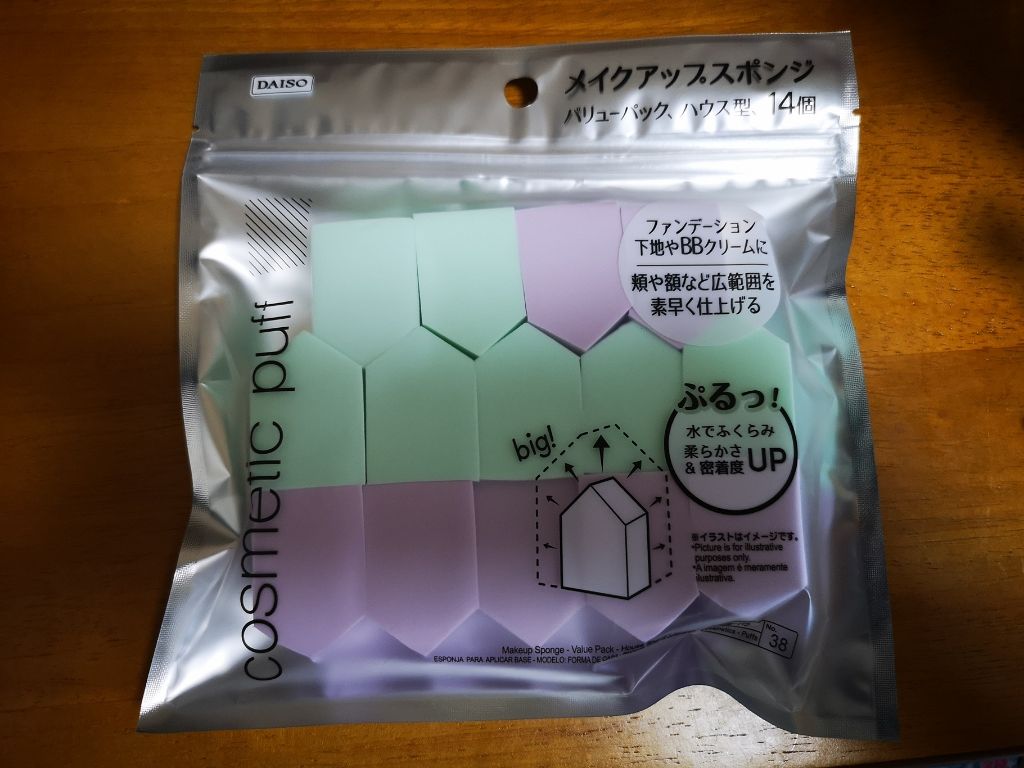 DAISO
メイクアップスポンジ
バリューパック、ハウス型、14個
cosmetic puff
ファンデーション
下地やBBクリームに
頬や額など広範囲を
素早く仕上げる
ぷるっ!
水でふくらみ
柔らかさ
&密着度 UP
big!
※イラストはイメージです。
•Picture is for illustrative
purposes only.
•A imagem é meramente
ilustrativa.
No.
38
Puffs
Makeup Sponge - Value Pack -
ESPONJA PARA APLICAR BASE - MODELO: FORMA DE